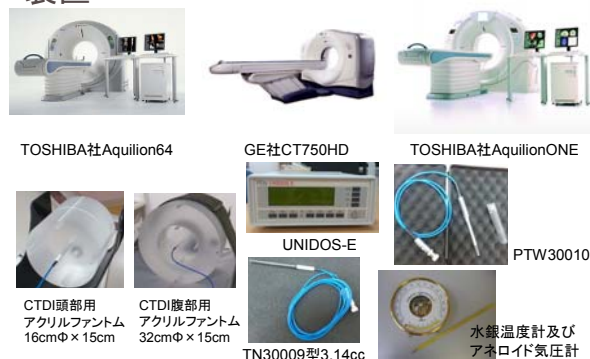 装置
TOSHIBA社Aquilion64
GE社CT750HD
TOSHIBA社AquilionONE
UNIDOS-E
PTW30010
CTDI頭部用
アクリルファントム
16cmΦ×15cm
CTDI腹部用
アクリルファントム
32cmΦ×15cm
TN30009型3.14cc
水銀温度計及び
アネロイド気圧計